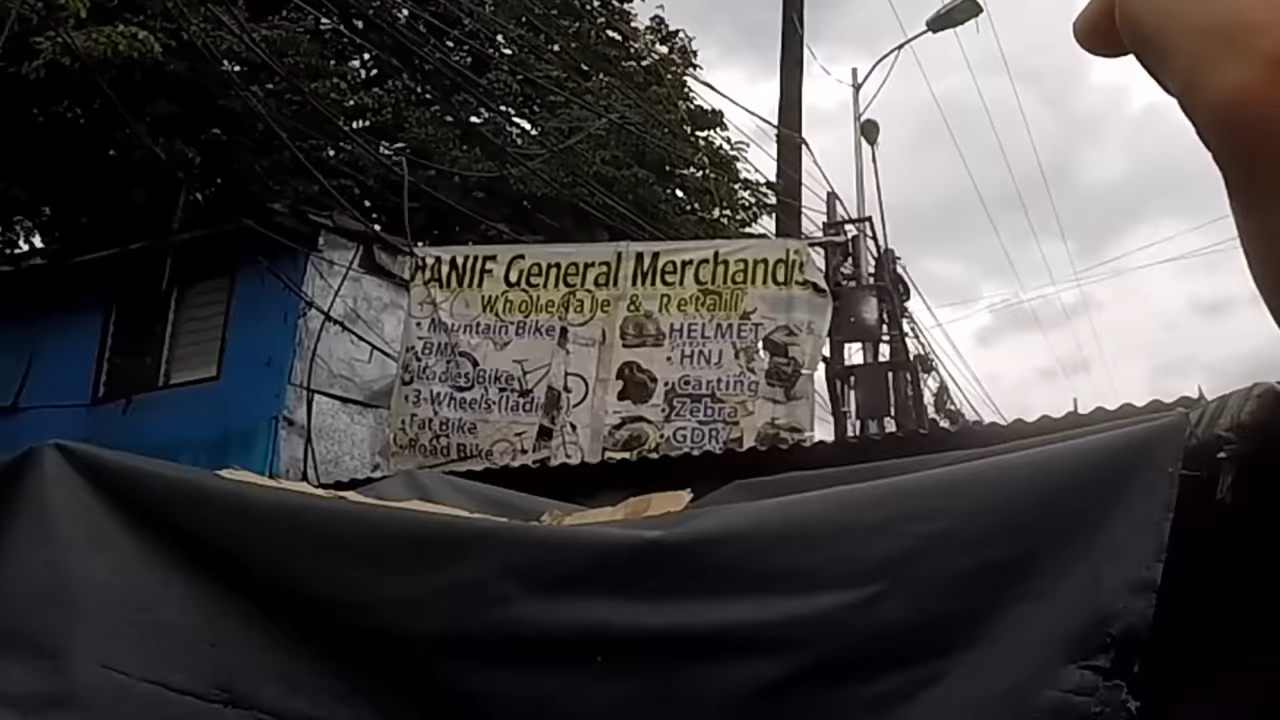 HANIF General Merchandis
Wholesale & Retail
• Mountain Bike
• BMX
• Ladies Bike
• 3-Wheels (ladi
• Fat Bike
• Road Bike
• HELMET
• HNJ
• Carting
• Zebra
• GDR